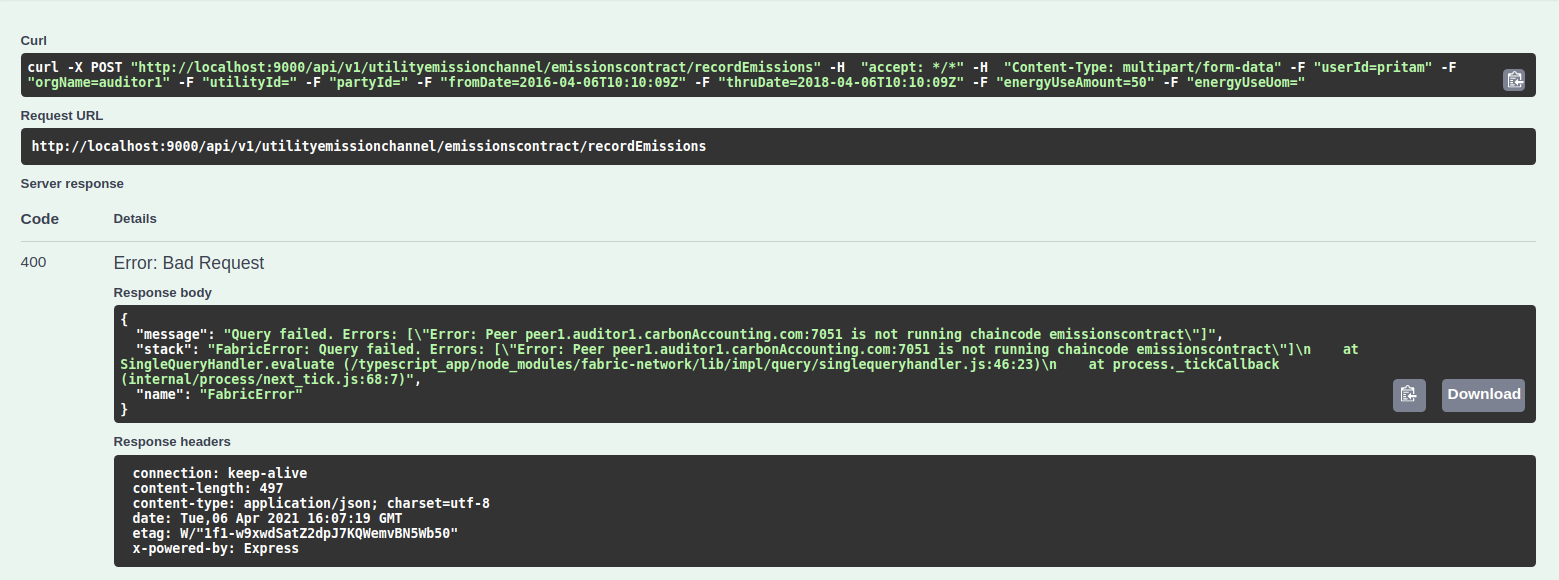 Curl
curl -X POST "http://localhost:9000/api/v1/utilityemissionchannel/emissionscontract/recordEmissions" -H  "accept: */*" -H  "Content-Type: multipart/form-data" -F "userId=pritam" -F
"orgName=auditor1" -F "utilityId=" -F "partyId=" -F "fromDate=2016-04-06T10:10:09Z" -F "thruDate=2018-04-06T10:10:09Z" -F "energyUseAmount=50" -F "energyUseUom="
Request URL
http://localhost:9000/api/v1/utilityemissionchannel/emissionscontract/recordEmissions
Server response
Code Details
400 Error: Bad Request
Response body
{
"message": "Query failed. Errors: [\"Error: Peer peer1.auditor1.carbonAccounting.com:7051 is not running chaincode emissionscontract\"]",
"stack": "FabricError: Query failed. Errors: [\"Error: Peer peer1.auditor1.carbonAccounting.com:7051 is not running chaincode emissionscontract\"]\n    at
SingleQueryHandler.evaluate (/typescript_app/node_modules/fabric-network/lib/impl/query/singlequeryhandler.js:46:23)\n    at process._tickCallback
(internal/process/next_tick.js:68:7)",
"name": "FabricError"
}
Download
Response headers
connection: keep-alive
content-length: 497
content-type: application/json; charset=utf-8
date: Tue,06 Apr 2021 16:07:19 GMT
etag: W/"1f1-w9xwdSatZ2dpJ7KQWemvBN5Wb50"
x-powered-by: Express